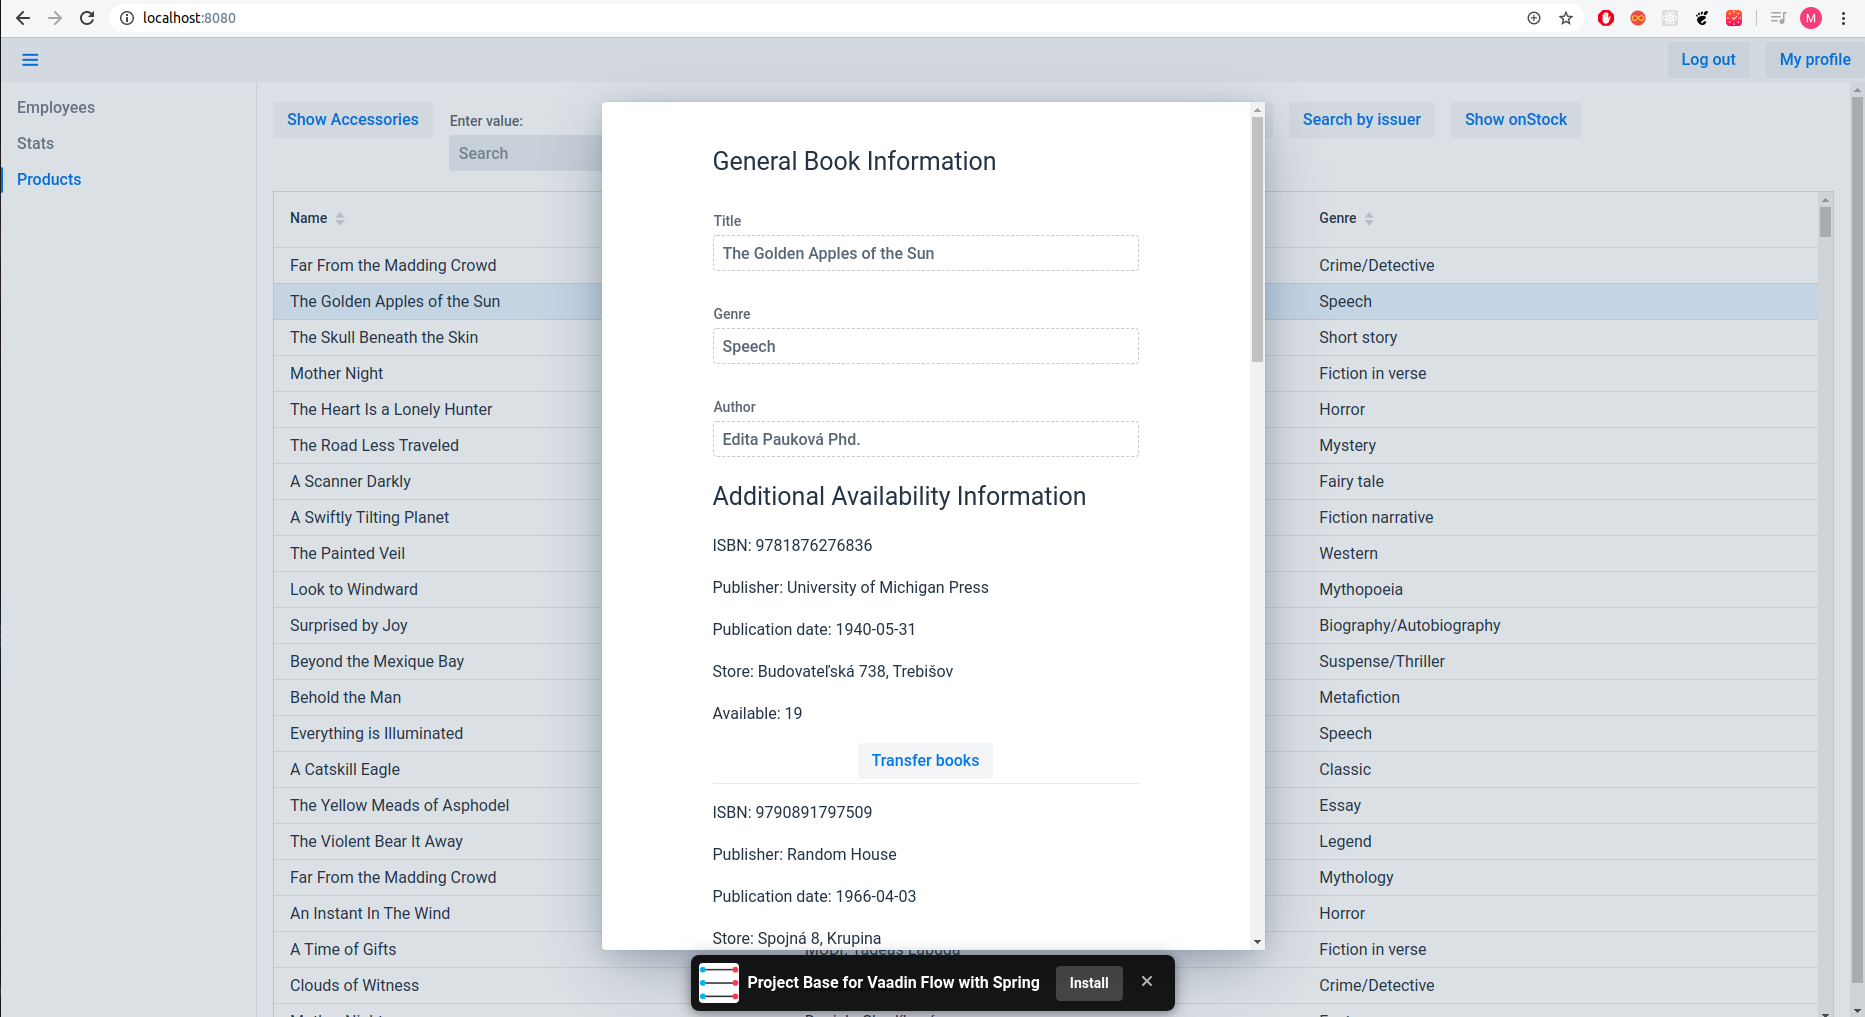 localhost:8080
M
Log out
My profile
Employees
Stats
Products
Show Accessories
Enter value:
Search
Search by issuer
Show onStock
Name
Genre
Far From the Madding Crowd
Crime/Detective
The Golden Apples of the Sun
Speech
The Skull Beneath the Skin
Short story
Mother Night
Fiction in verse
The Heart Is a Lonely Hunter
Horror
The Road Less Traveled
Mystery
A Scanner Darkly
Fairy tale
A Swiftly Tilting Planet
Fiction narrative
The Painted Veil
Western
Look to Windward
Mythopoeia
Surprised by Joy
Biography/Autobiography
Beyond the Mexique Bay
Suspense/Thriller
Behold the Man
Metafiction
Everything is Illuminated
Speech
A Catskill Eagle
Classic
The Yellow Meads of Asphodel
Essay
The Violent Bear It Away
Legend
Far From the Madding Crowd
Mythology
An Instant In The Wind
Horror
A Time of Gifts
Fiction in verse
Clouds of Witness
Crime/Detective
General Book Information
Title
The Golden Apples of the Sun
Genre
Speech
Author
Edita Pauková Phd.
Additional Availability Information
ISBN: 9781876276836
Publisher: University of Michigan Press
Publication date: 1940-05-31
Store: Budovateľská 738, Trebišov
Available: 19
Transfer books
ISBN: 9790891797509
Publisher: Random House
Publication date: 1966-04-03
Store: Spojná 8, Krupina
Project Base for Vaadin Flow with Spring
Install